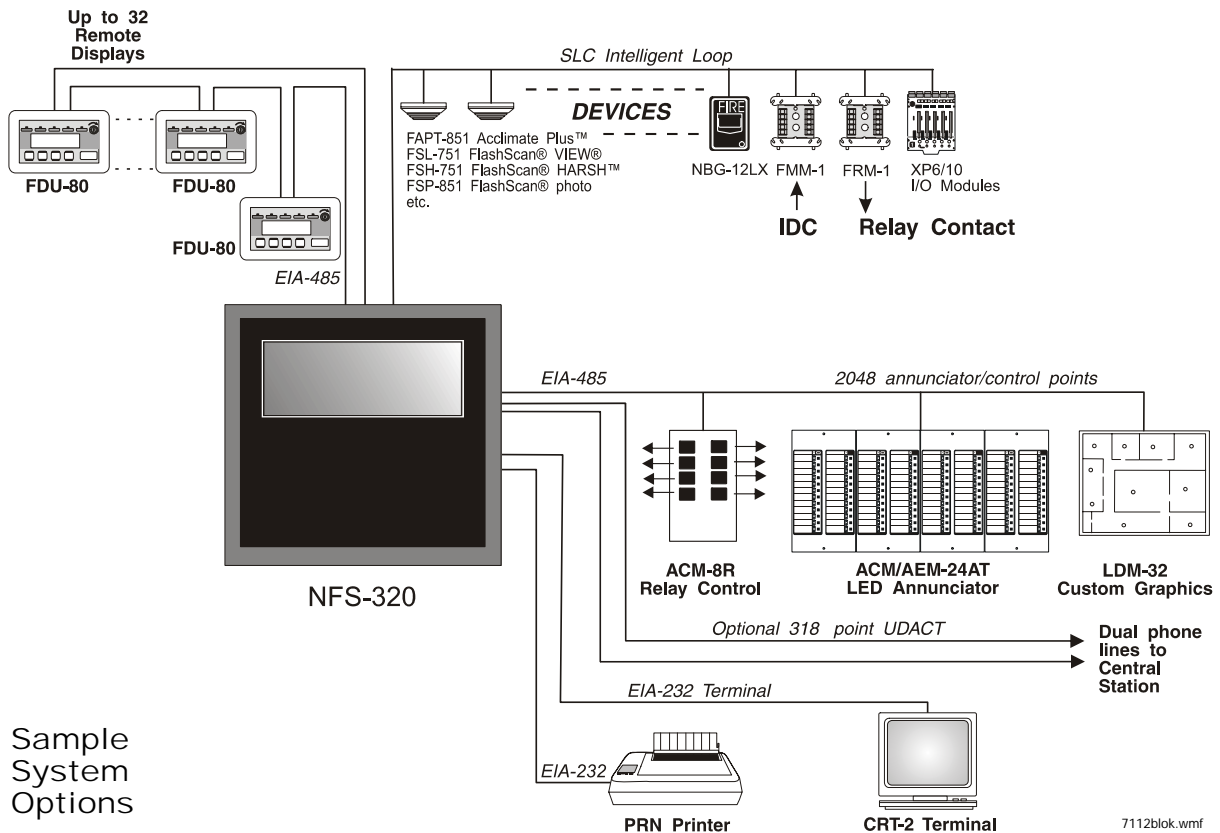 Up to 32
Remote
Displays
SLC Intelligent Loop
DEVICES
FIRE
FAPT-851 Acclimate Plus™
FSL-751 FlashScan® VIEW®
FSH-751 FlashScan® HARSH™
FSP-851 FlashScan® photo
etc.
NBG-12LX
FMM-1
FRM-1
XP6/10
I/O Modules
IDC
Relay Contact
FDU-80
FDU-80
FDU-80
EIA-485
NFS-320
EIA-485
2048 annunciator/control points
ACM-8R
Relay Control
ACM/AEM-24AT
LED Annunciator
LDM-32
Custom Graphics
Optional 318 point UDACT
Dual phone
lines to
Central
Station
EIA-232 Terminal
EIA-232
PRN Printer
CRT-2 Terminal
Sample
System
Options
7112blok.wmf